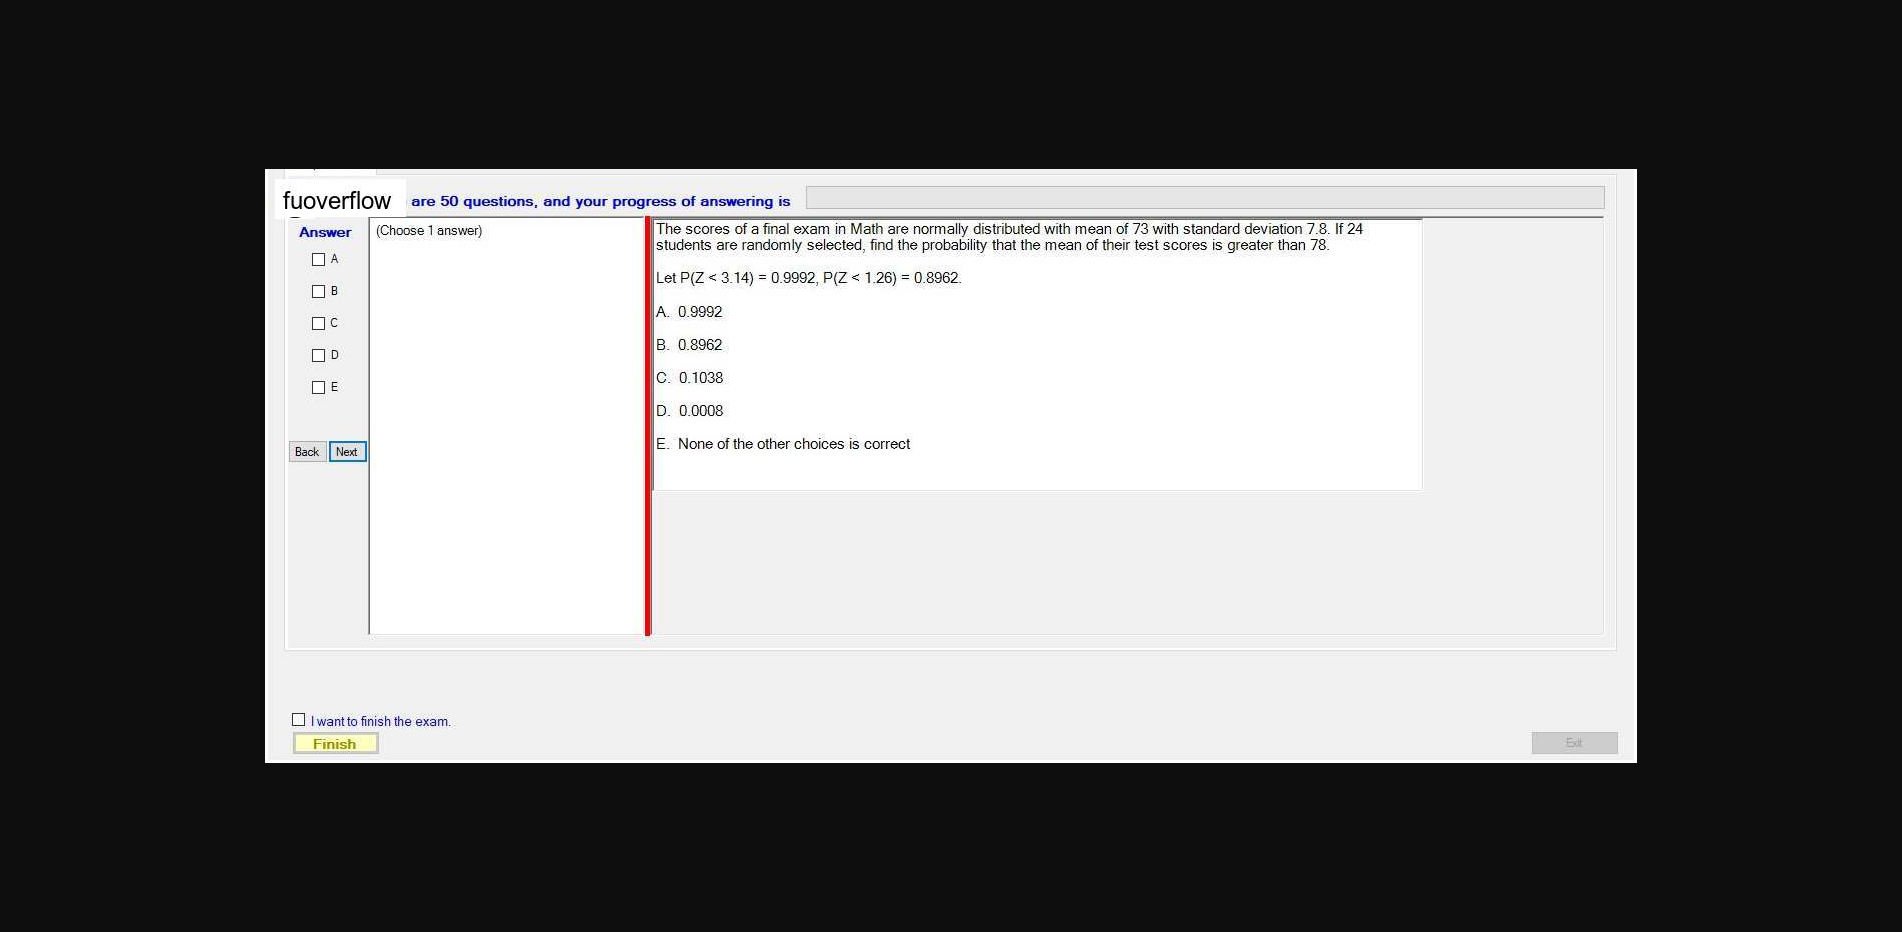 fuoverflow are 50 questions, and your progress of answering is
Answer
A
B
C
D
E
Back Next
(Choose 1 answer)
The scores of a final exam in Math are normally distributed with mean of 73 with standard deviation 7.8. If 24
students are randomly selected, find the probability that the mean of their test scores is greater than 78.
Let P(Z < 3.14) = 0.9992, P(Z < 1.26) = 0.8962.
A. 0.9992
B. 0.8962
C. 0.1038
D. 0.0008
E. None of the other choices is correct
I want to finish the exam.
Finish
Exit